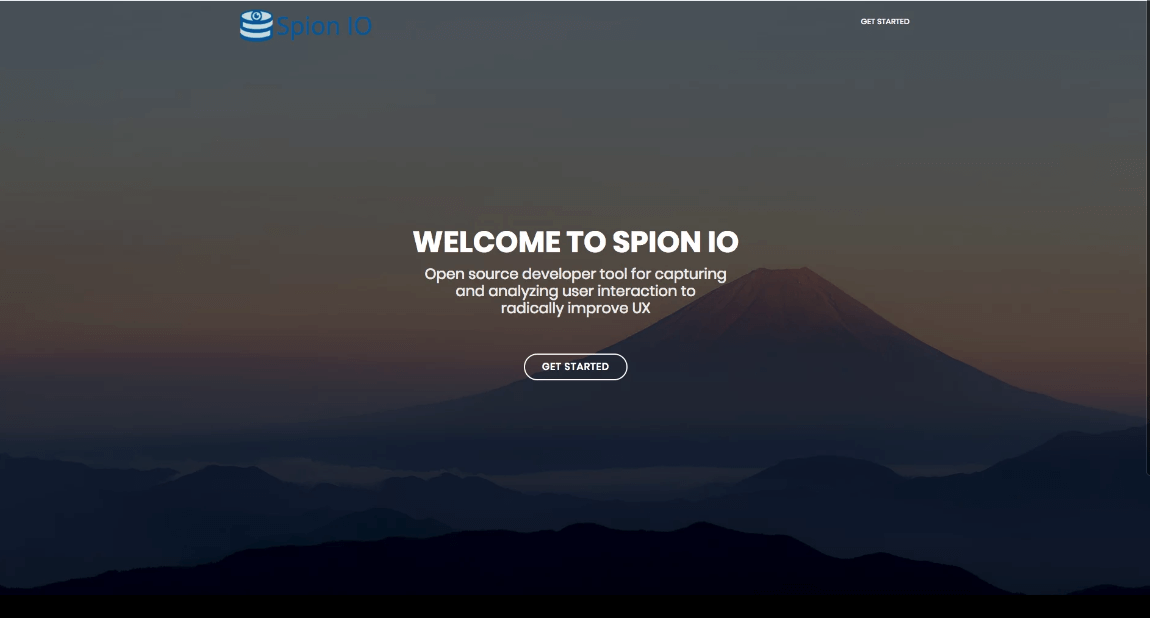 Spion IO
GET STARTED
WELCOME TO SPION IO
Open source developer tool for capturing
and analyzing user interaction to
radically improve UX
GET STARTED